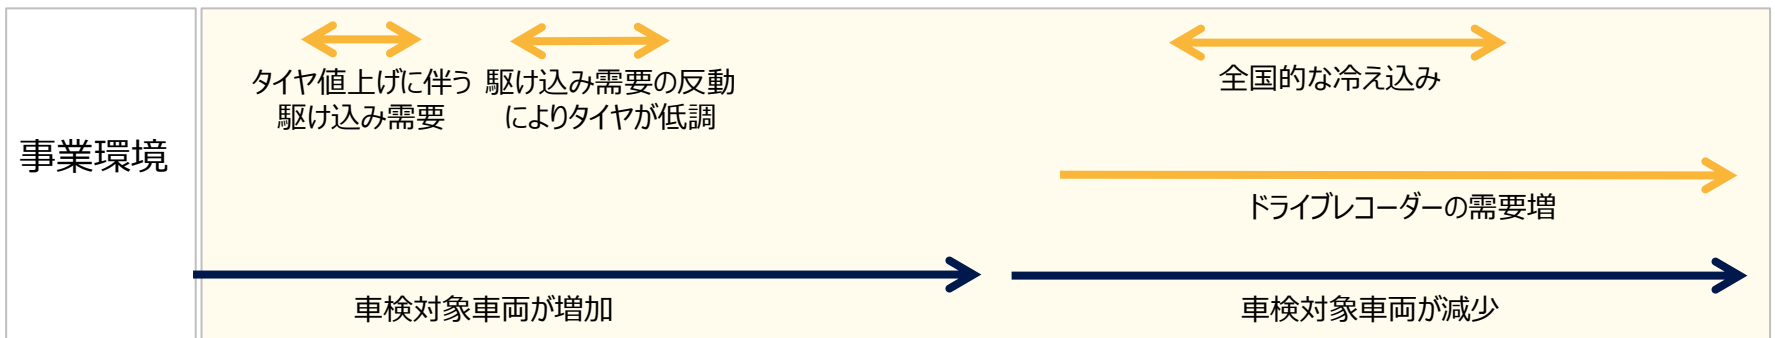 事業環境
タイヤ値上げに伴う
駆け込み需要
駆け込み需要の反動
によりタイヤが低調
全国的な冷え込み
ドライブレコーダーの需要増
車検対象車両が増加
車検対象車両が減少